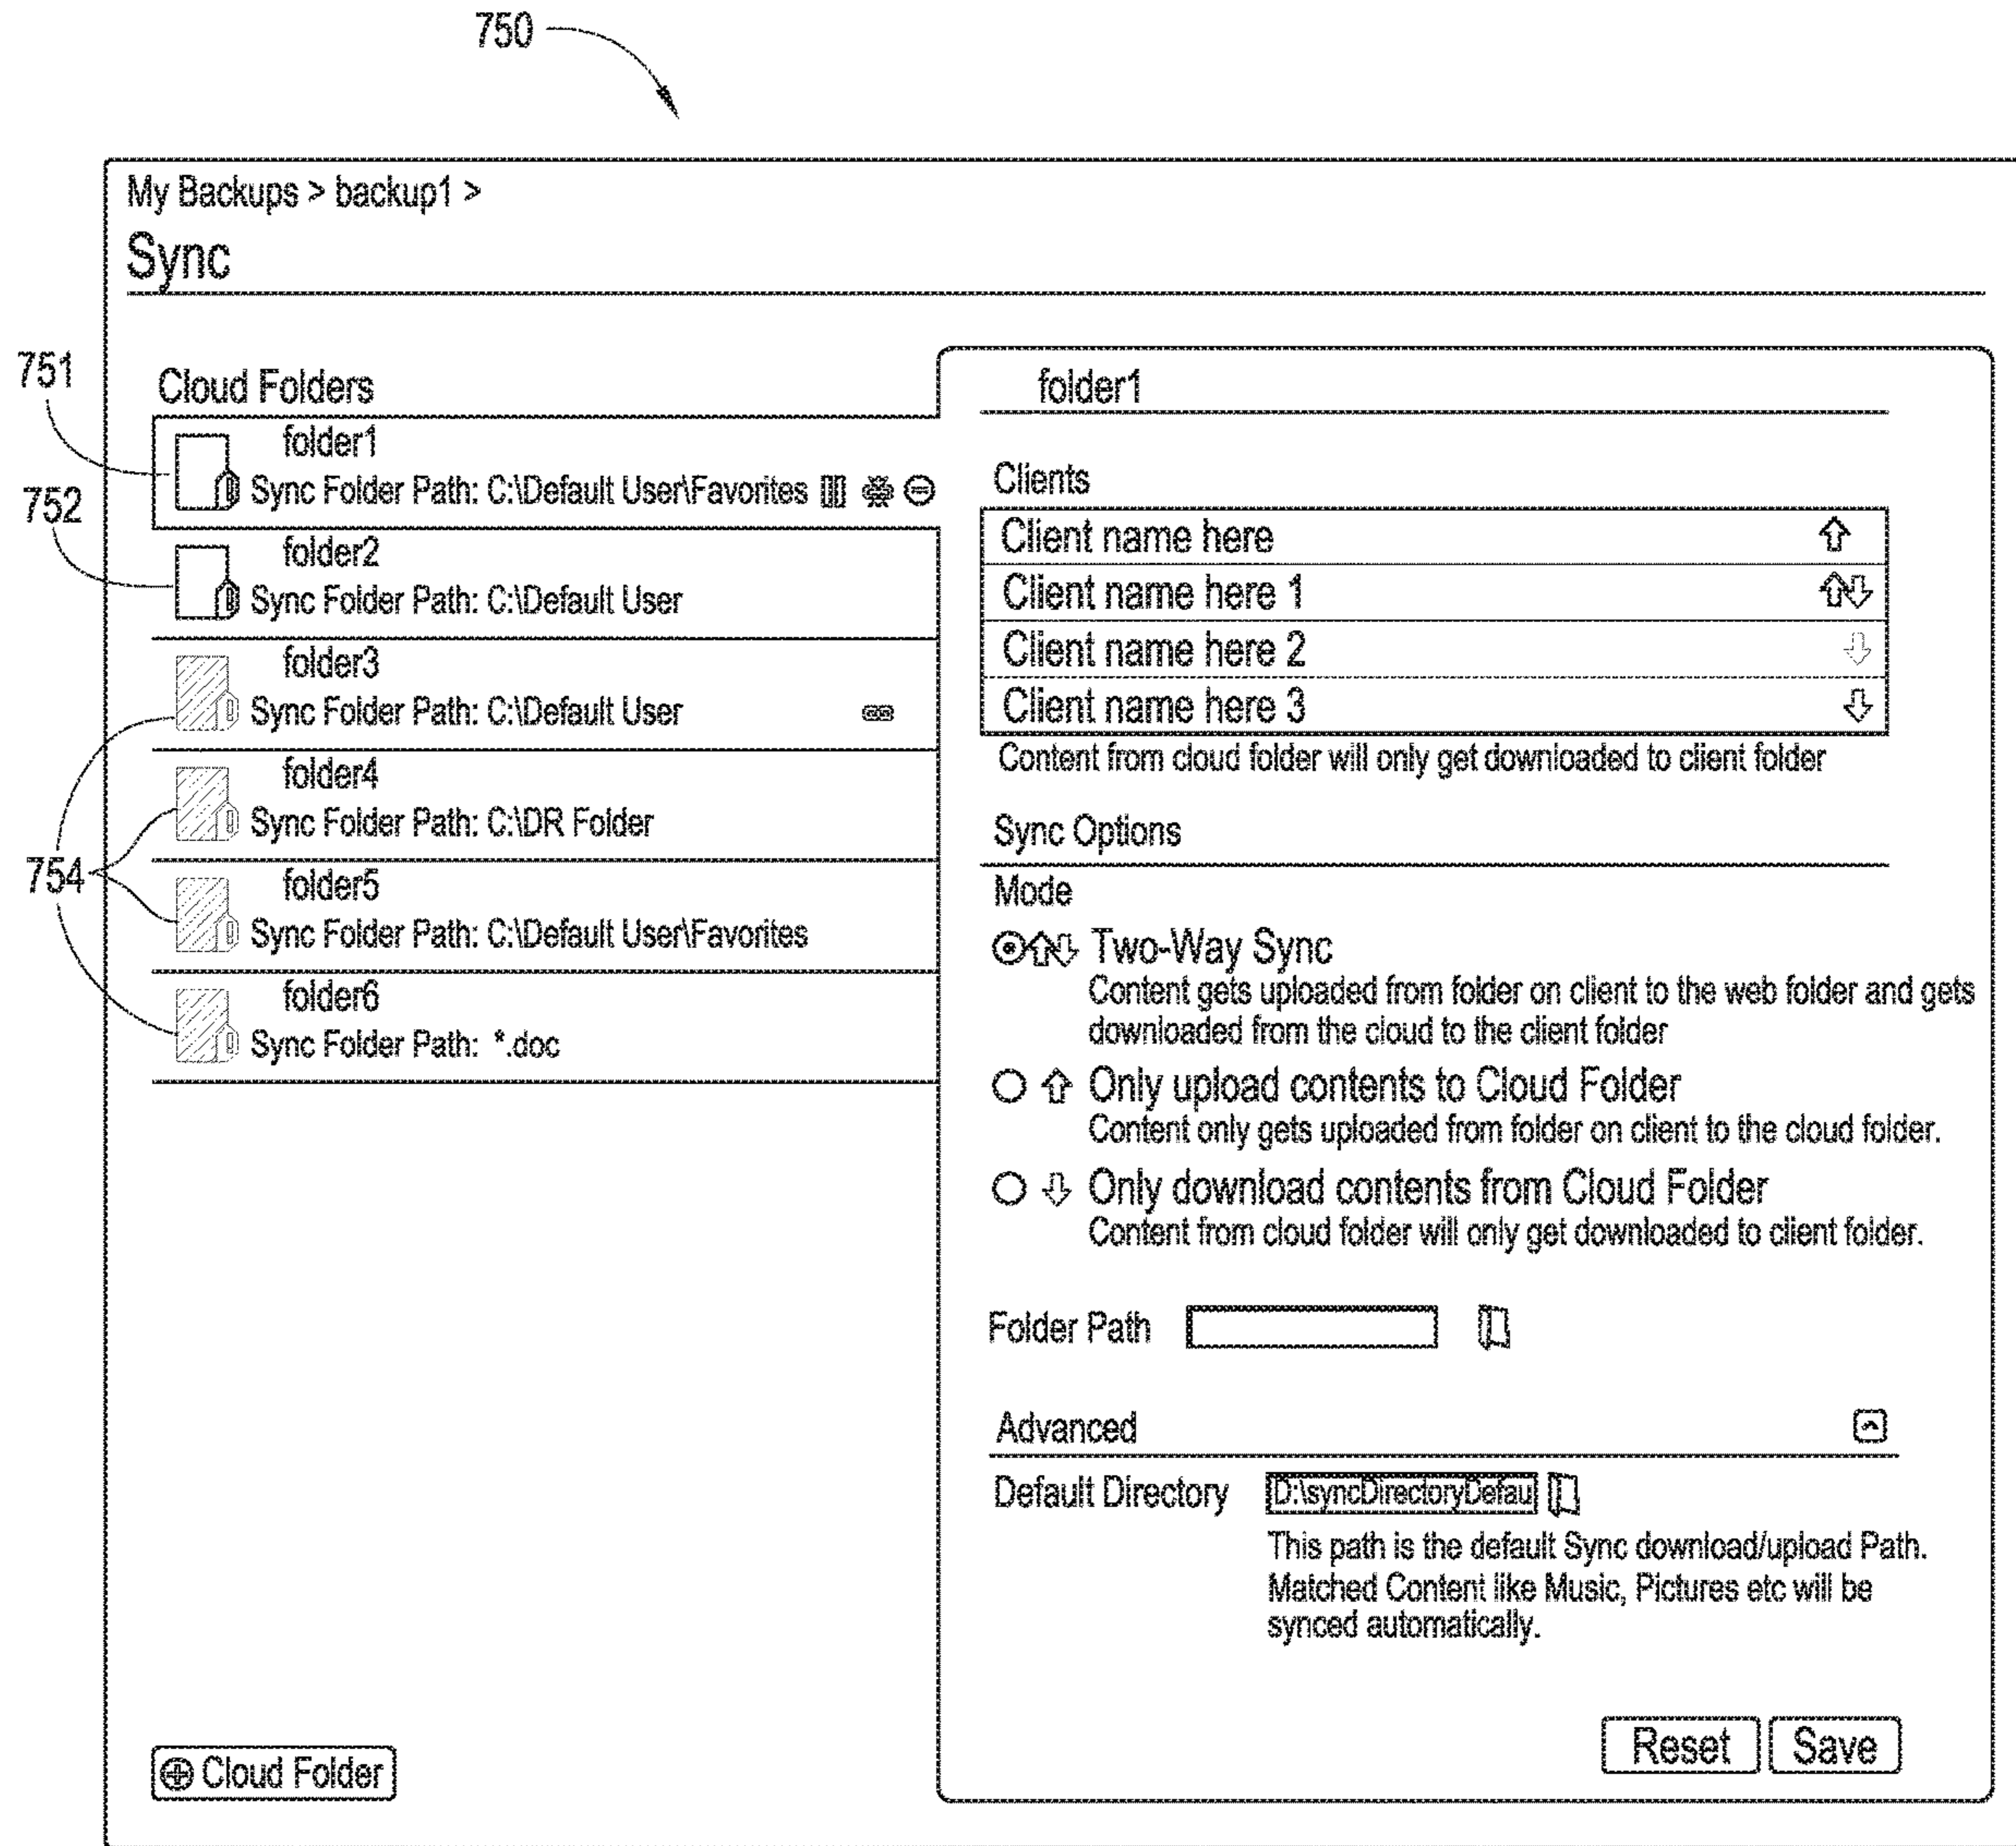 750
My Backups > backup1 >
Sync
751
752
754
Cloud Folders
folder1
Sync Folder Path: C:\Default User\Favorites
folder2
Sync Folder Path: C:\Default User
folder3
Sync Folder Path: C:\Default User
folder4
Sync Folder Path: C:\DR Folder
folder5
Sync Folder Path: C:\Default User\Favorites
folder6
Sync Folder Path: *.doc
Cloud Folder
folder1
Clients
Client name here
Client name here 1
Client name here 2
Client name here 3
Content from cloud folder will only get downloaded to client folder
Sync Options
Mode
Two-Way Sync
Content gets uploaded from folder on client to the web folder and gets
downloaded from the cloud to the client folder
Only upload contents to Cloud Folder
Content only gets uploaded from folder on client to the cloud folder.
Only download contents from Cloud Folder
Content from cloud folder will only get downloaded to client folder.
Folder Path
Advanced
Default Directory D:\syncDirectoryDefau
This path is the default Sync download/upload Path.
Matched Content like Music, Pictures etc will be
synced automatically.
Reset Save